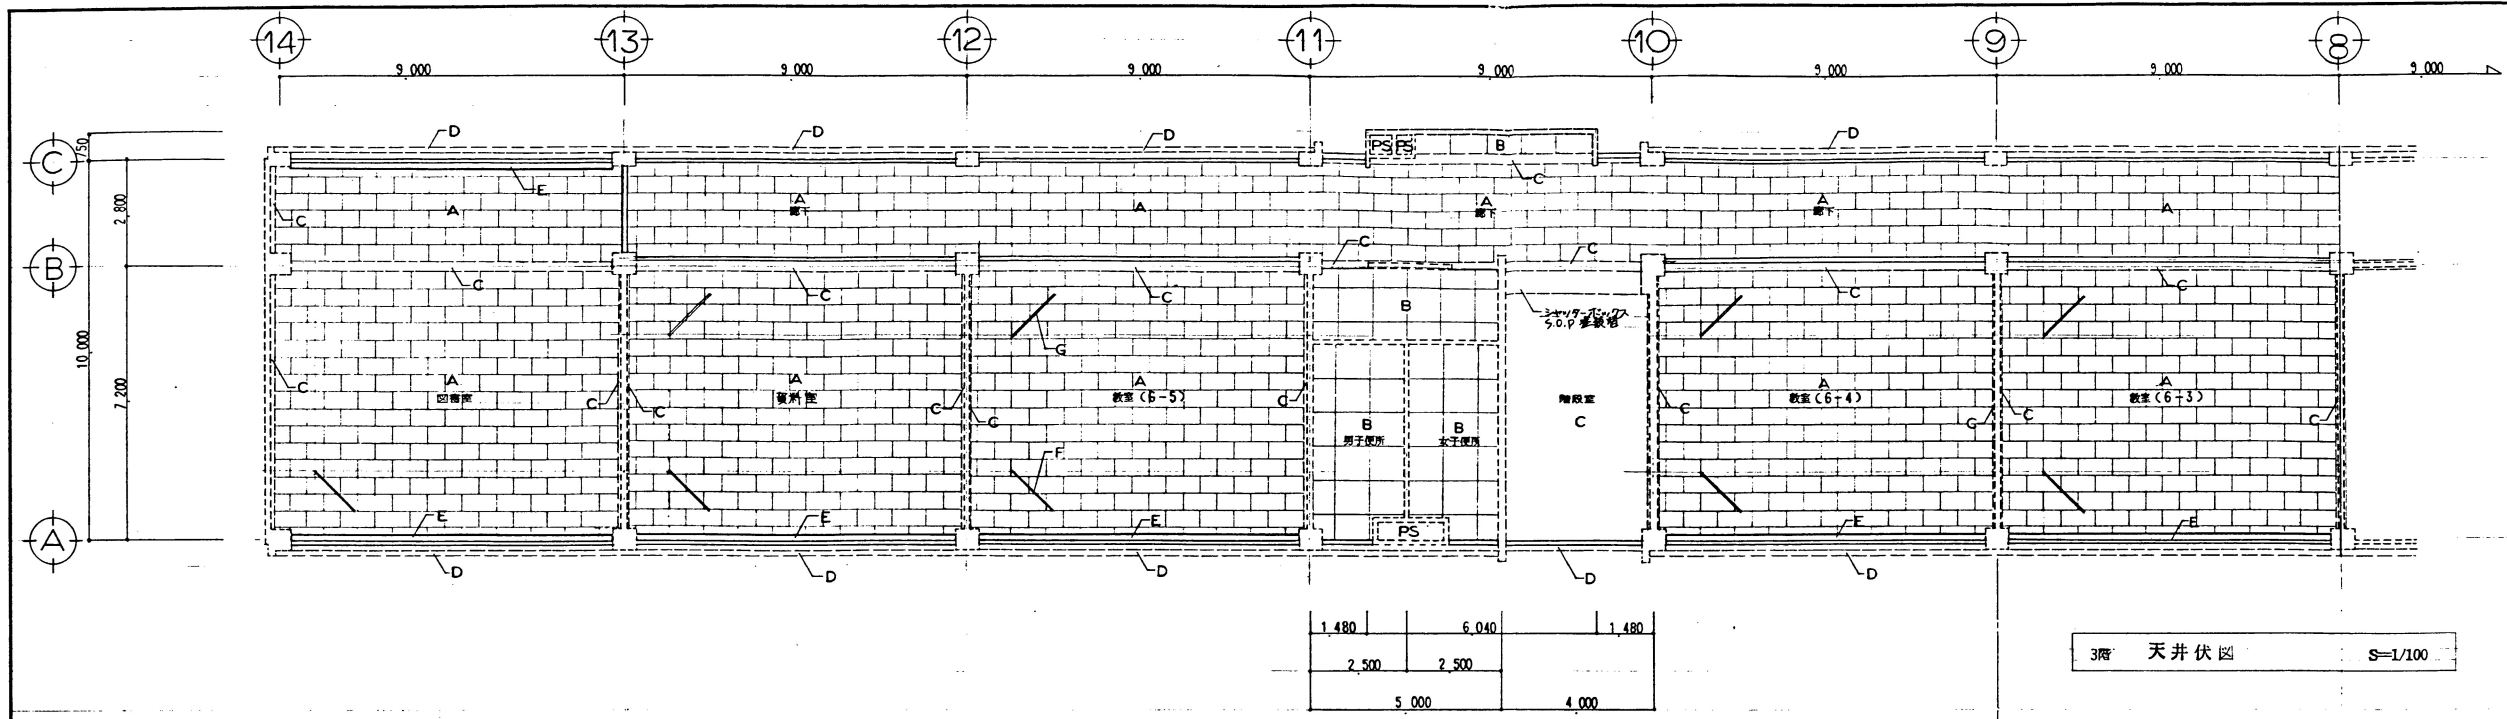 14 13 12 11 10 9 8
9,000 9,000 9,000 9,000 9,000 9,000 9,000
D D D D
C
750
PS PS B
E C
2,800
A A A A A A
廊下 廊下 廊下
C
C C
B
C C C C C
B
シャッターボックス
S.O.P 塗装替
G
10,000
7,200
C A C C A C C A C C A G C A C
図書室 資料室 教室(6-5) 階段室 教室(6-4) 教室(6-3)
C
B B
男子便所 女子便所
F
E E E E E
PS
A
D D D D D
1,480 6,040 1,480
2,500 2,500
5,000 4,000
3階 天井伏図 S=1/100